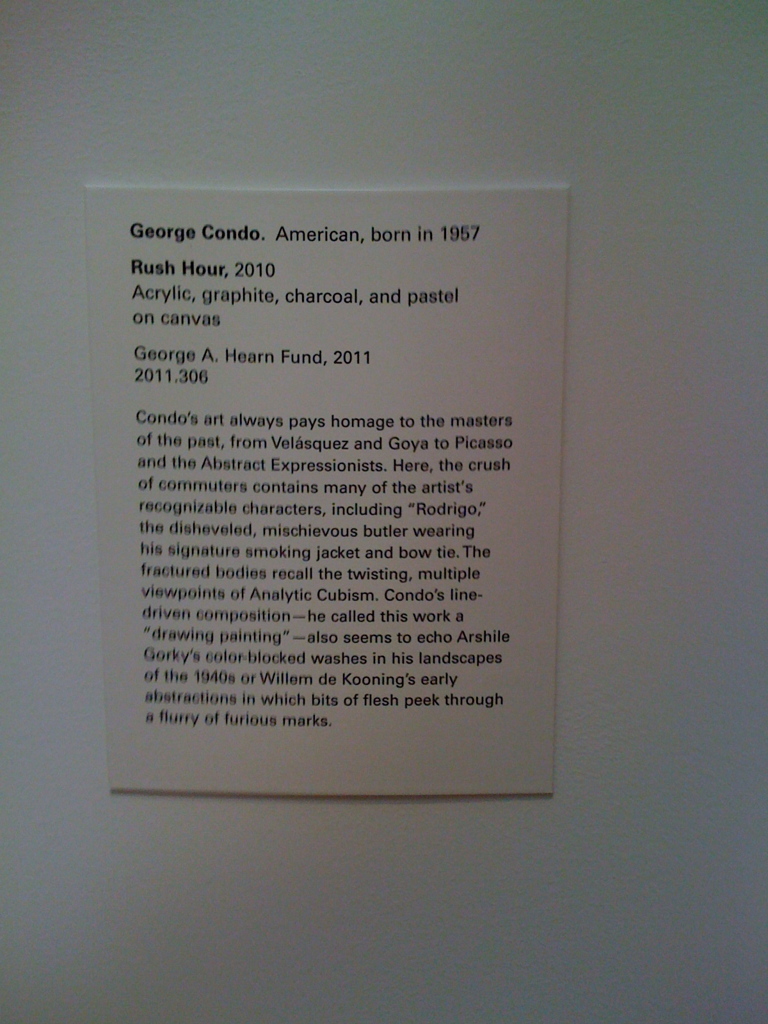 George Condo. American, born in 1957
Rush Hour, 2010
Acrylic, graphite, charcoal, and pastel
on canvas
George A. Hearn Fund, 2011
2011.306
Condo's art always pays homage to the masters
of the past, from Velásquez and Goya to Picasso
and the Abstract Expressionists. Here, the crush
of commuters contains many of the artist's
recognizable characters, including "Rodrigo,"
the disheveled, mischievous butler wearing
his signature smoking jacket and bow tie. The
fractured bodies recall the twisting, multiple
viewpoints of Analytic Cubism. Condo's line-
driven composition—he called this work a
"drawing painting"—also seems to echo Arshile
Gorky's color-blocked washes in his landscapes
of the 1940s or Willem de Kooning's early
abstractions in which bits of flesh peek through
a flurry of furious marks.